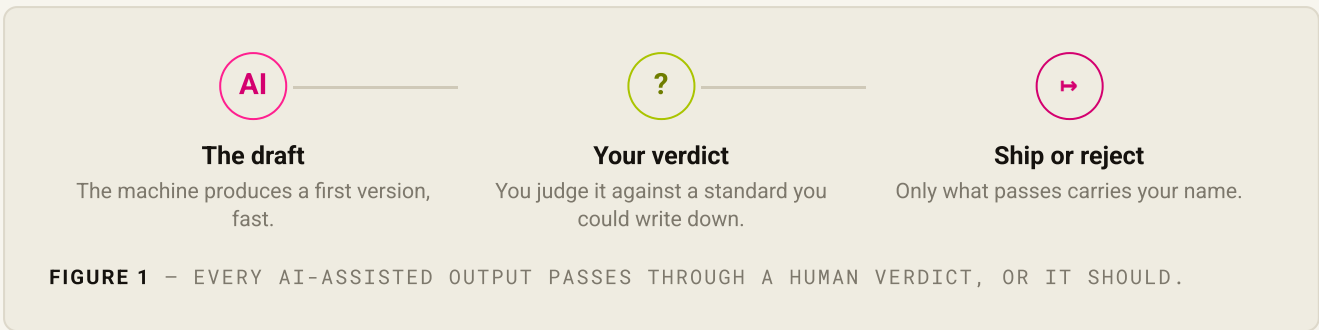 AI
?
↦
The draft
Your verdict
Ship or reject
The machine produces a first version,
fast.
You judge it against a standard you
could write down.
Only what passes carries your name.
FIGURE 1 — EVERY AI-ASSISTED OUTPUT PASSES THROUGH A HUMAN VERDICT, OR IT SHOULD.